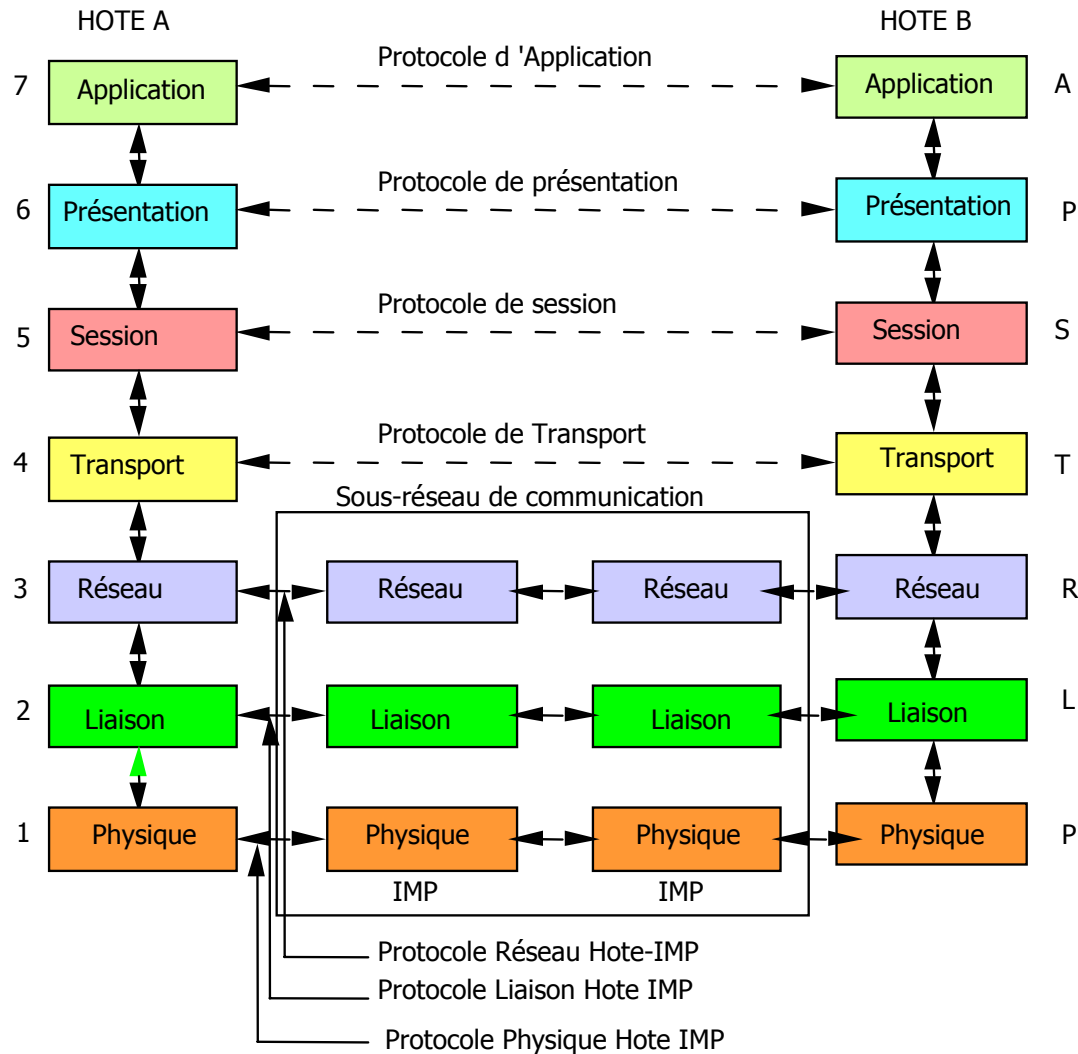 HOTE A HOTE B
Protocole d 'Application
7 Application Application A
Protocole de présentation
6 Présentation Présentation P
Protocole de session
5 Session Session S
Protocole de Transport
4 Transport Transport T
Sous-réseau de communication
3 Réseau Réseau Réseau Réseau R
2 Liaison Liaison Liaison Liaison L
1 Physique Physique Physique Physique P
IMP IMP
Protocole Réseau Hote-IMP
Protocole Liaison Hote IMP
Protocole Physique Hote IMP